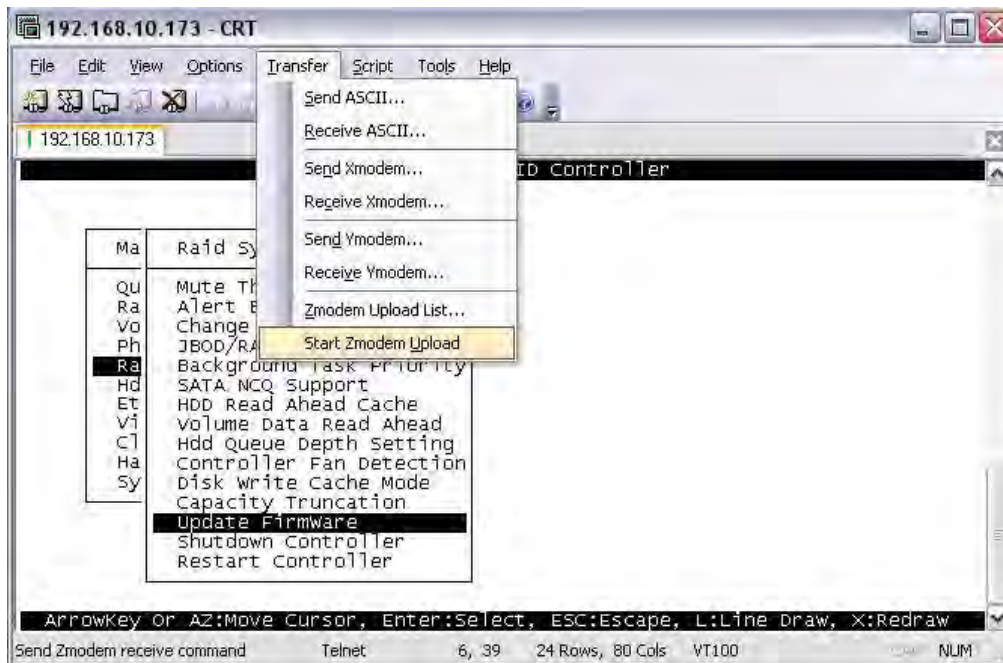 192.168.10.173 - CRT
File Edit View Options Transfer Script Tools Help
192.168.10.173
Send ASCII...
Receive ASCII...
Send Xmodem...
Receive Xmodem...
Send Ymodem...
Receive Ymodem...
Zmodem Upload List...
Start Zmodem Upload
ID Controller
Ma
Qu
Ra
Vo
Ph
Ra
Hd
Et
Vi
Cl
Ha
Sy
Raid Sy
Mute Th
Alert B
Change
JBOD/RA
Background Task Priority
SATA NCQ Support
HDD Read Ahead Cache
Volume Data Read Ahead
Hdd Queue Depth Setting
Controller Fan Detection
Disk Write Cache Mode
Capacity Truncation
Update FirmWare
Shutdown Controller
Restart Controller
ArrowKey Or AZ:Move Cursor, Enter:Select, ESC:Escape, L:Line Draw, X:Redraw
Send Zmodem receive command Telnet 6, 39 24 Rows, 80 Cols VT100 NUM